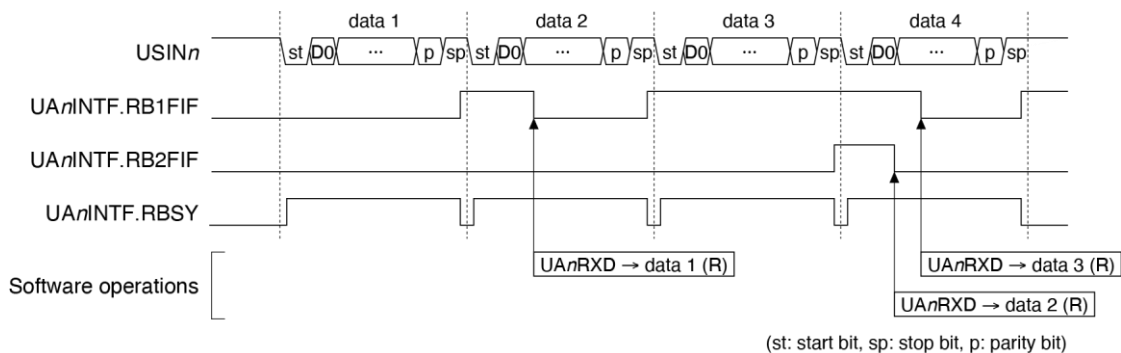 data 1 data 2 data 3 data 4
USINn st D0 ... p sp st D0 ... p sp st D0 ... p sp st D0 ... p sp
UAnINTF.RB1FIF
UAnINTF.RB2FIF
UAnINTF.RBSY
UAnRXD → data 1 (R) UAnRXD → data 3 (R)
Software operations
UAnRXD → data 2 (R)
(st: start bit, sp: stop bit, p: parity bit)